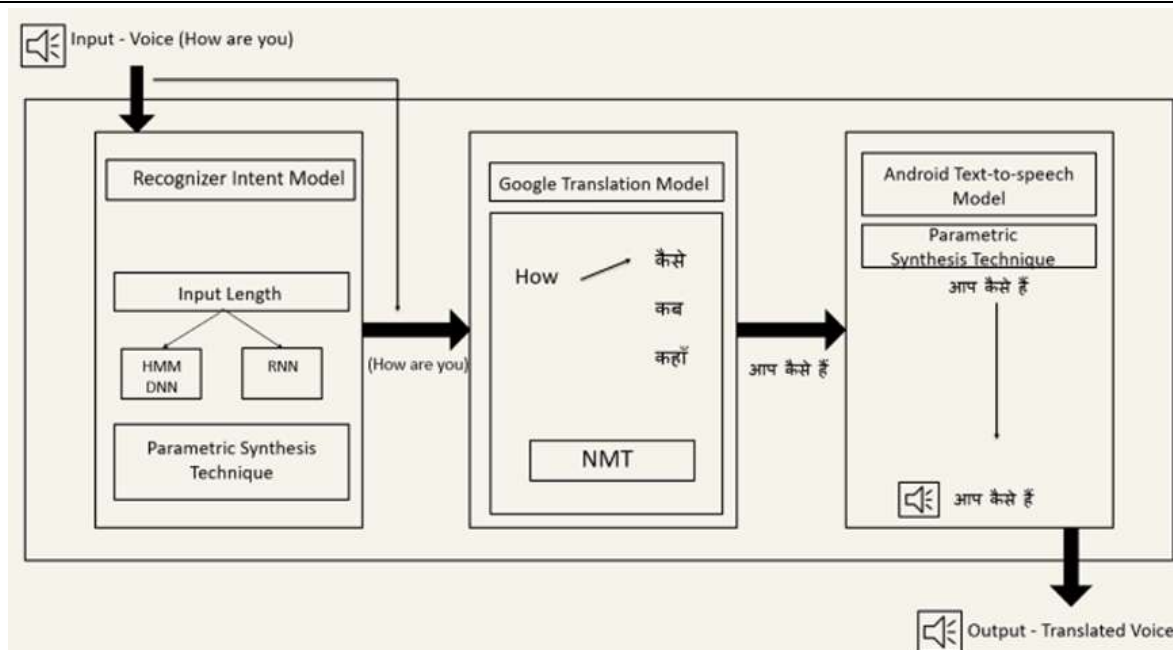 Input - Voice (How are you)
Recognizer Intent Model
Input Length
HMM
DNN
RNN
Parametric Synthesis
Technique
(How are you)
Google Translation Model
How
कैसे
कब
कहाँ
NMT
आप कैसे हैं
Android Text-to-speech
Model
Parametric
Synthesis Technique
आप कैसे हैं
आप कैसे हैं
Output - Translated Voice